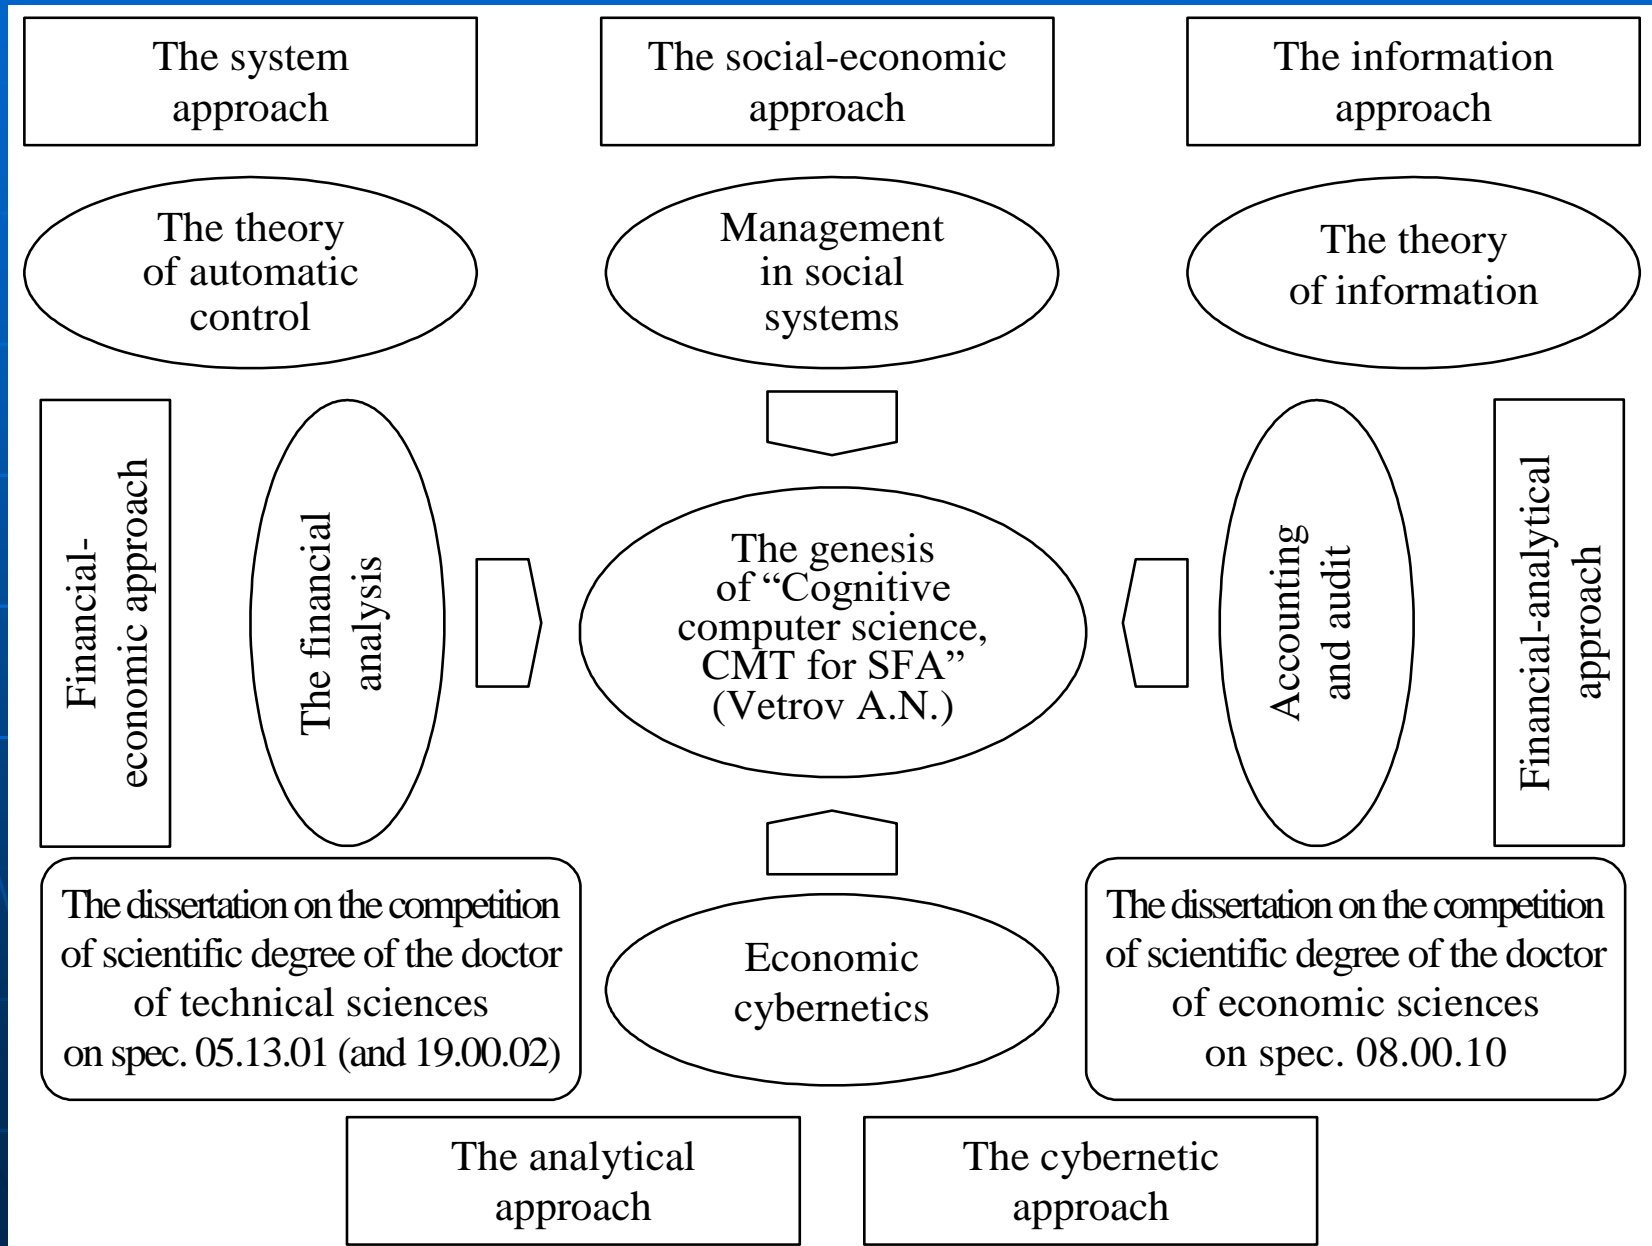 The system
approach
The social-economic
approach
The information
approach
The theory
of automatic
control
Management
in social
systems
The theory
of information
Financial-
economic approach
The financial
analysis
The genesis
of “Cognitive
computer science,
CMT for SFA”
(Vetrov A.N.)
Accounting
and audit
Financial-analytical
approach
The dissertation on the competition
of scientific degree of the doctor
of technical sciences
on spec. 05.13.01 (and 19.00.02)
Economic
cybernetics
The dissertation on the competition
of scientific degree of the doctor
of economic sciences
on spec. 08.00.10
The analytical
approach
The cybernetic
approach